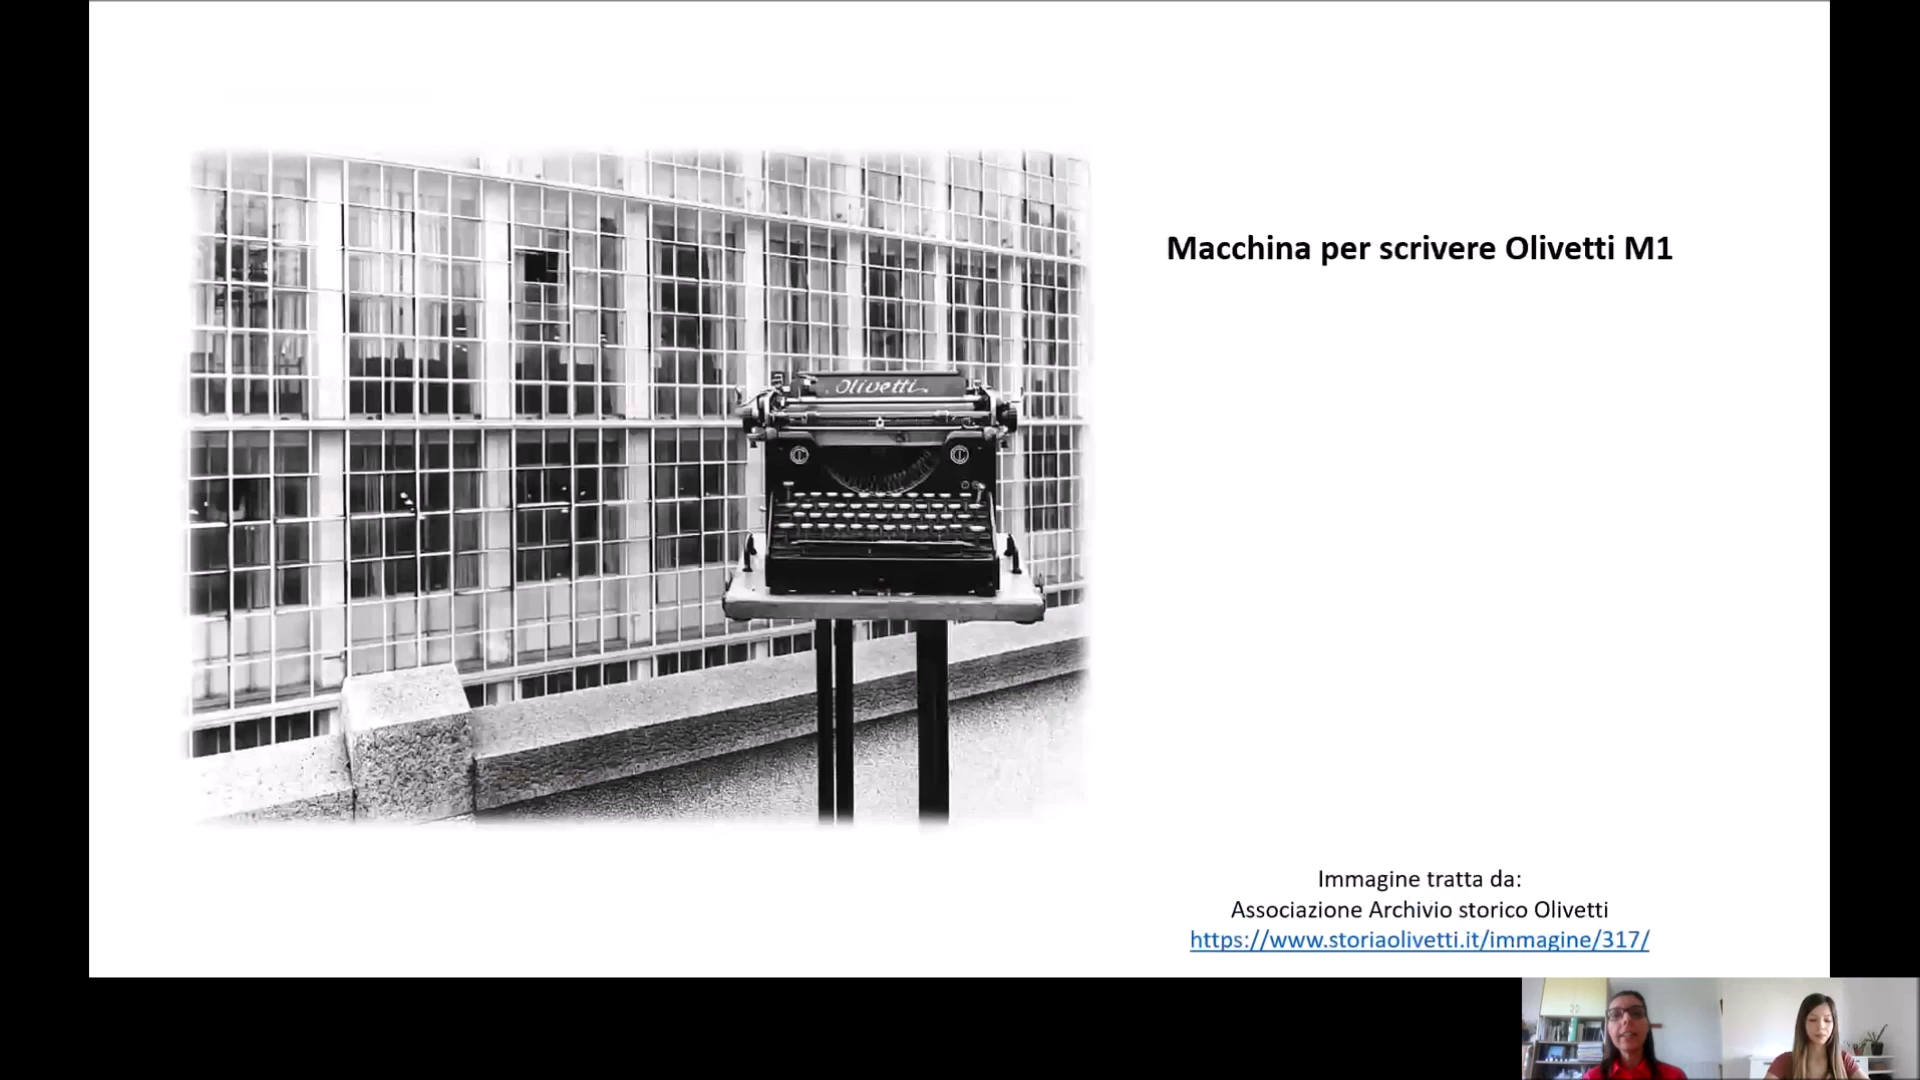 Olivetti
Macchina per scrivere Olivetti M1
Immagine tratta da:
Associazione Archivio storico Olivetti
https://www.storiaolivetti.it/immagine/317/